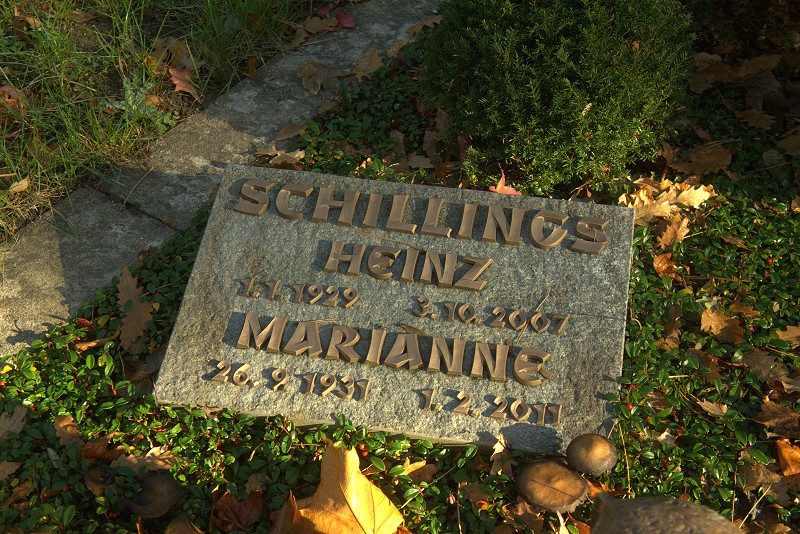 SCHILLINGS
HEINZ
1.1.1929 3.10.2007
MARIANNE
26.9.1931 1.2.2011